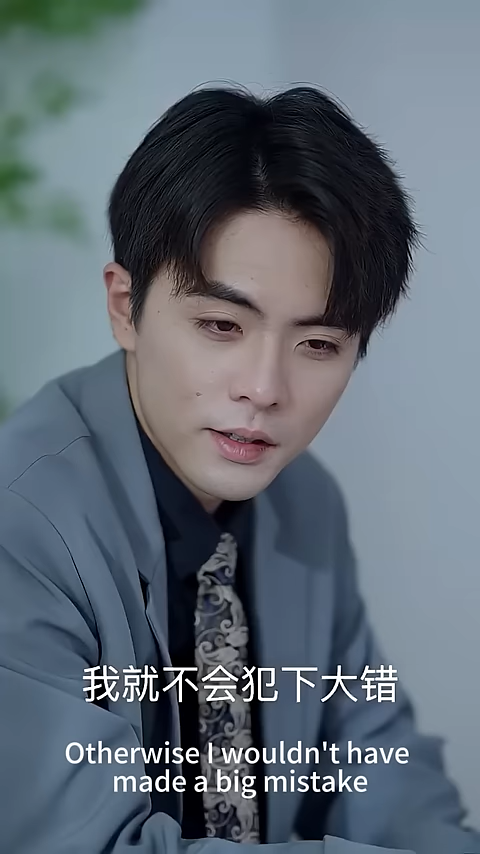 我就不会犯下大错
Otherwise I wouldn't have
made a big mistake